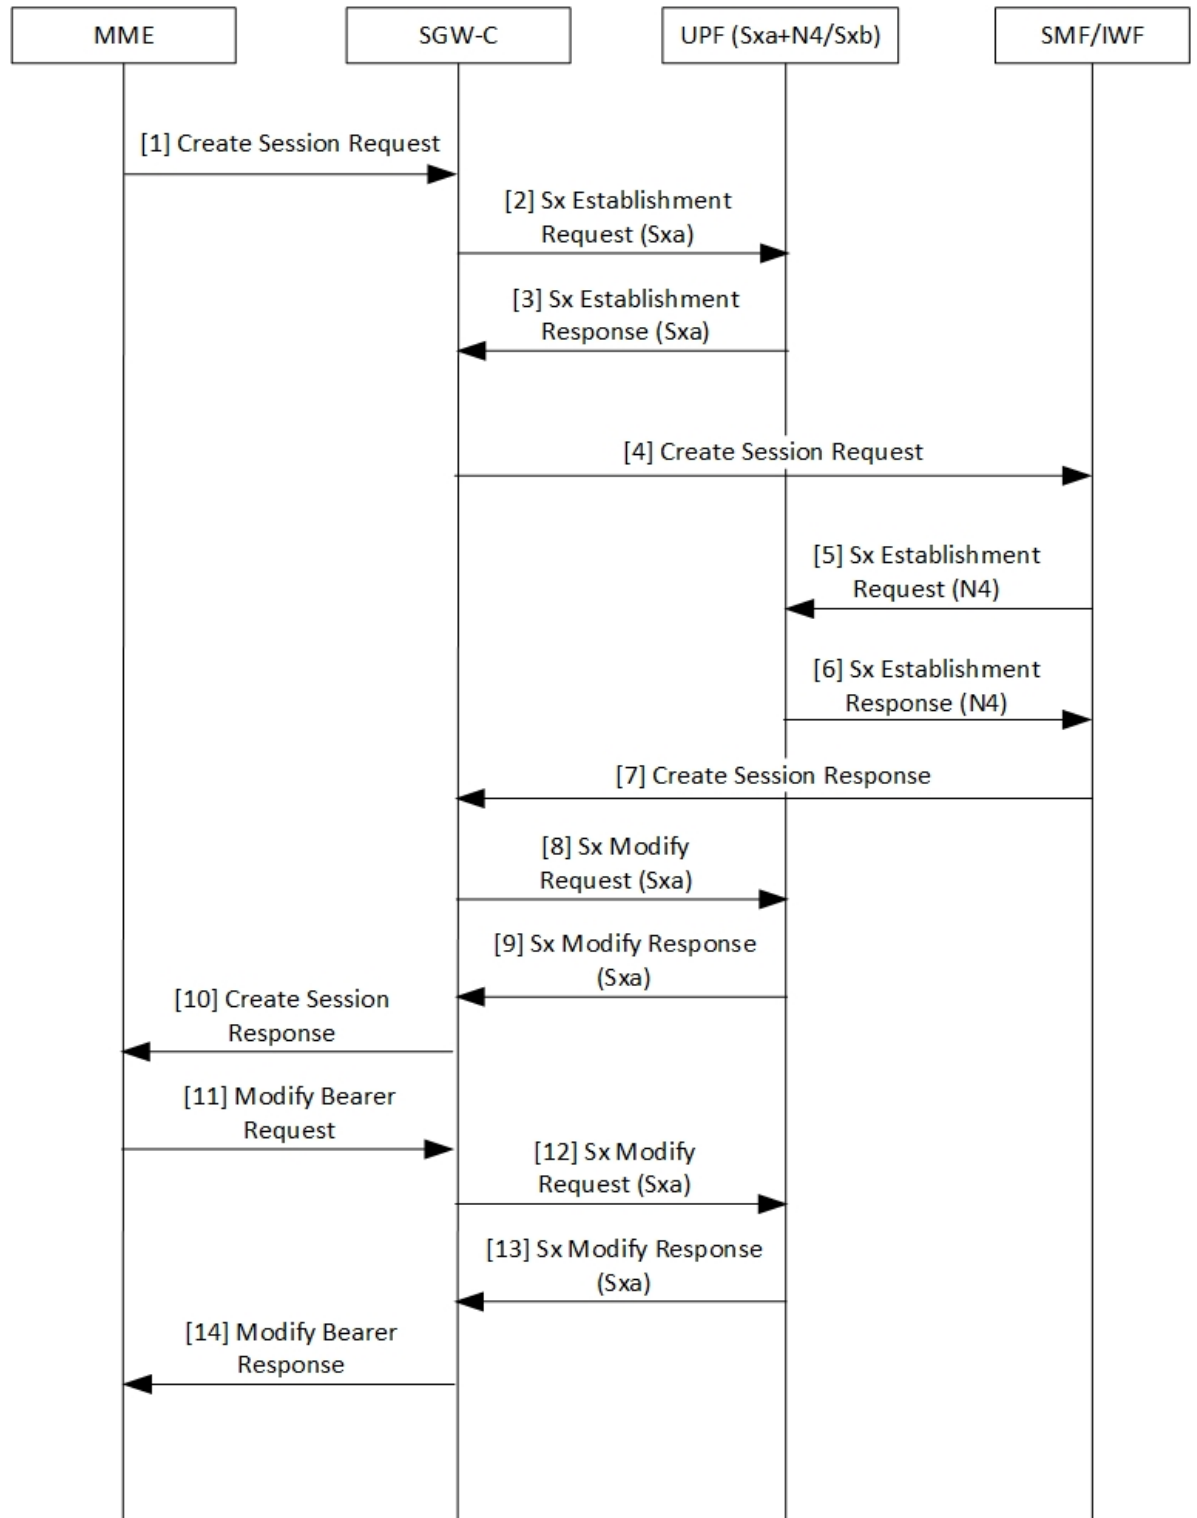 MME
SGW-C
UPF (Sxa+N4/Sxb)
SMF/IWF
[1] Create Session Request
[2] Sx Establishment
Request (Sxa)
[3] Sx Establishment
Response (Sxa)
[4] Create Session Request
[5] Sx Establishment
Request (N4)
[6] Sx Establishment
Response (N4)
[7] Create Session Response
[8] Sx Modify
Request (Sxa)
[9] Sx Modify Response
(Sxa)
[10] Create Session
Response
[11] Modify Bearer
Request
[12] Sx Modify
Request (Sxa)
[13] Sx Modify Response
(Sxa)
[14] Modify Bearer
Response